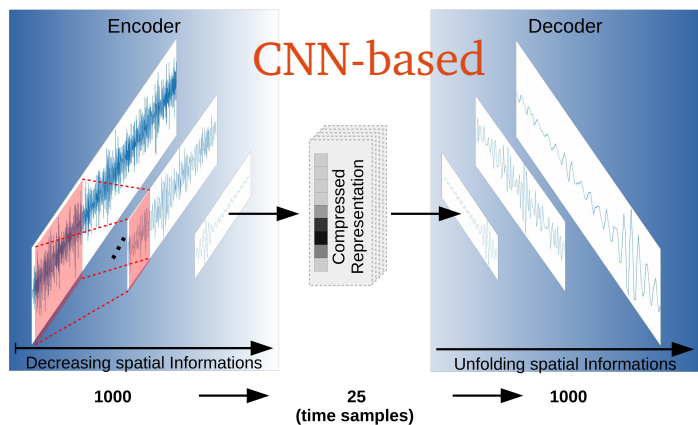 Encoder
Decoder
CNN-based
Compressed
Representation
Decreasing spatial Informations
Unfolding spatial Informations
1000
25
1000
(time samples)